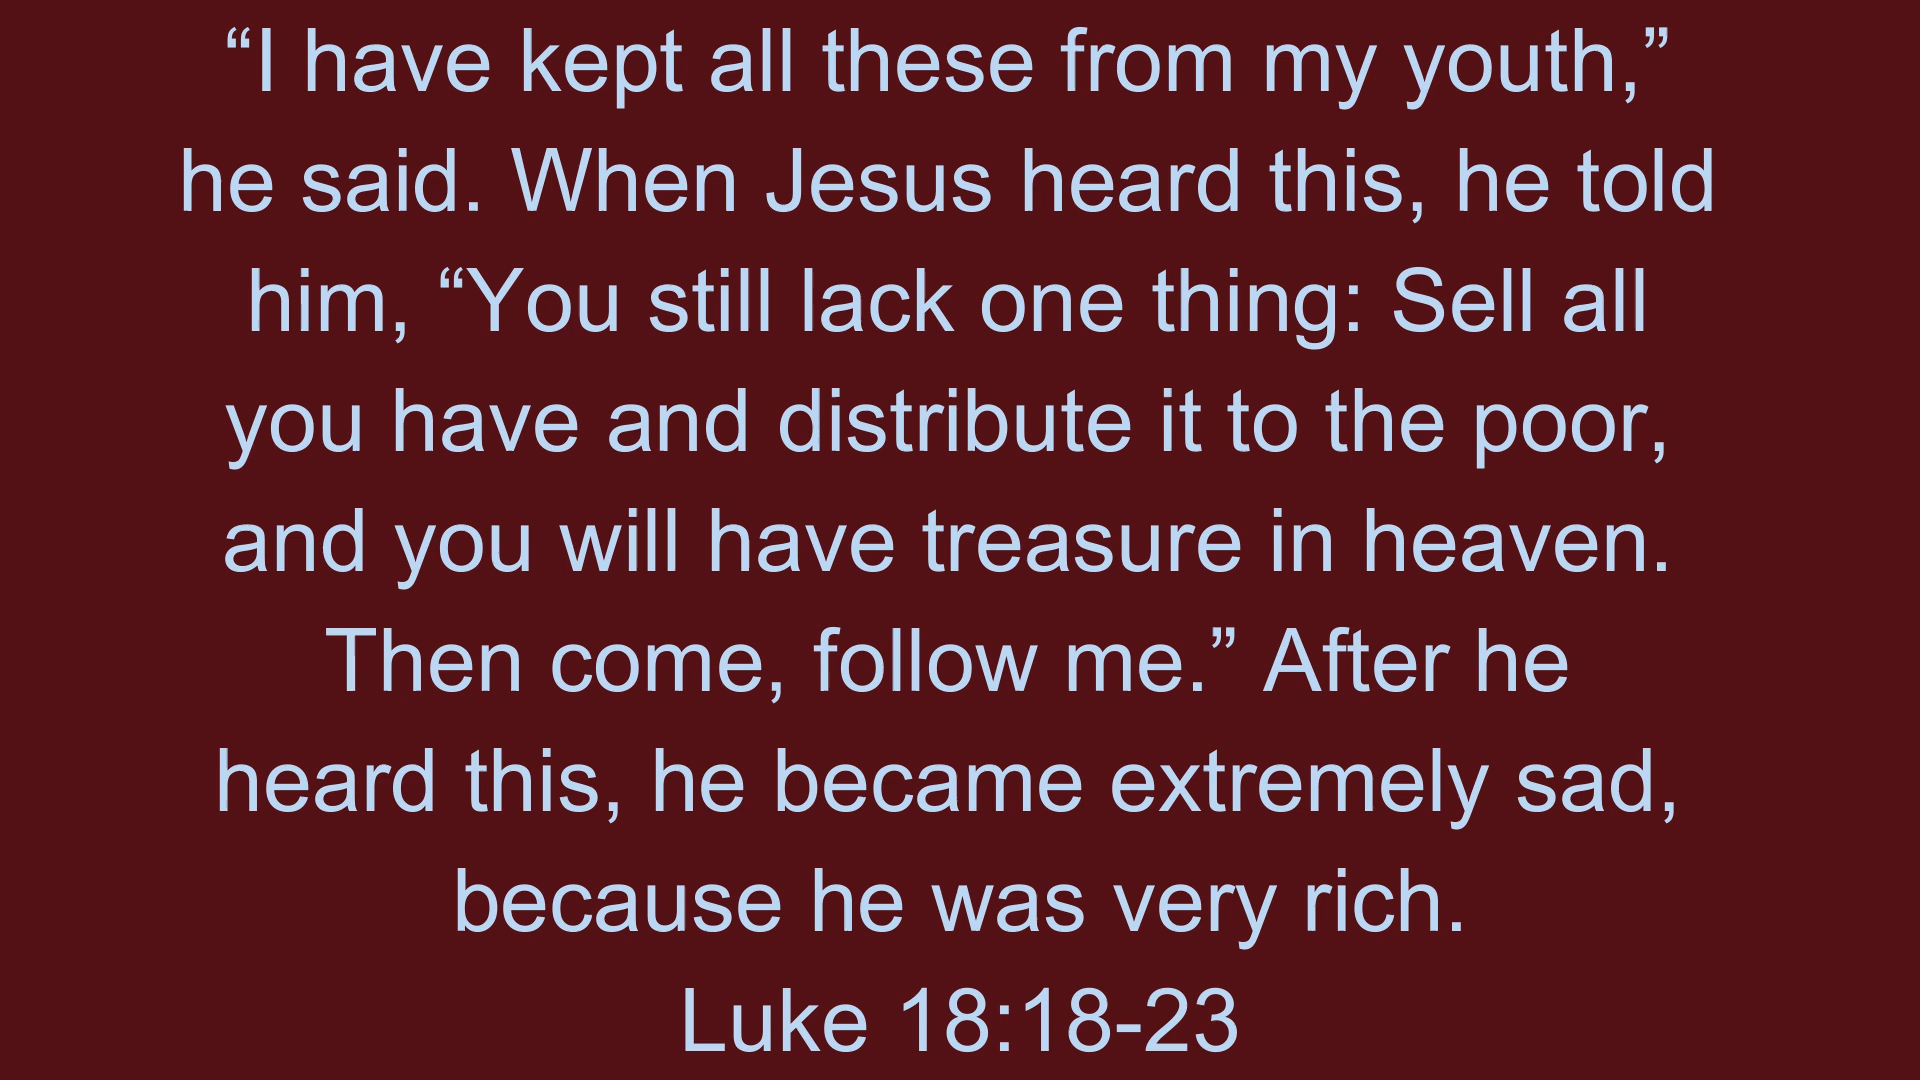 “I have kept all these from my youth,”
he said. When Jesus heard this, he told
him, “You still lack one thing: Sell all
you have and distribute it to the poor,
and you will have treasure in heaven.
Then come, follow me.” After he
heard this, he became extremely sad,
because he was very rich.
Luke 18:18-23